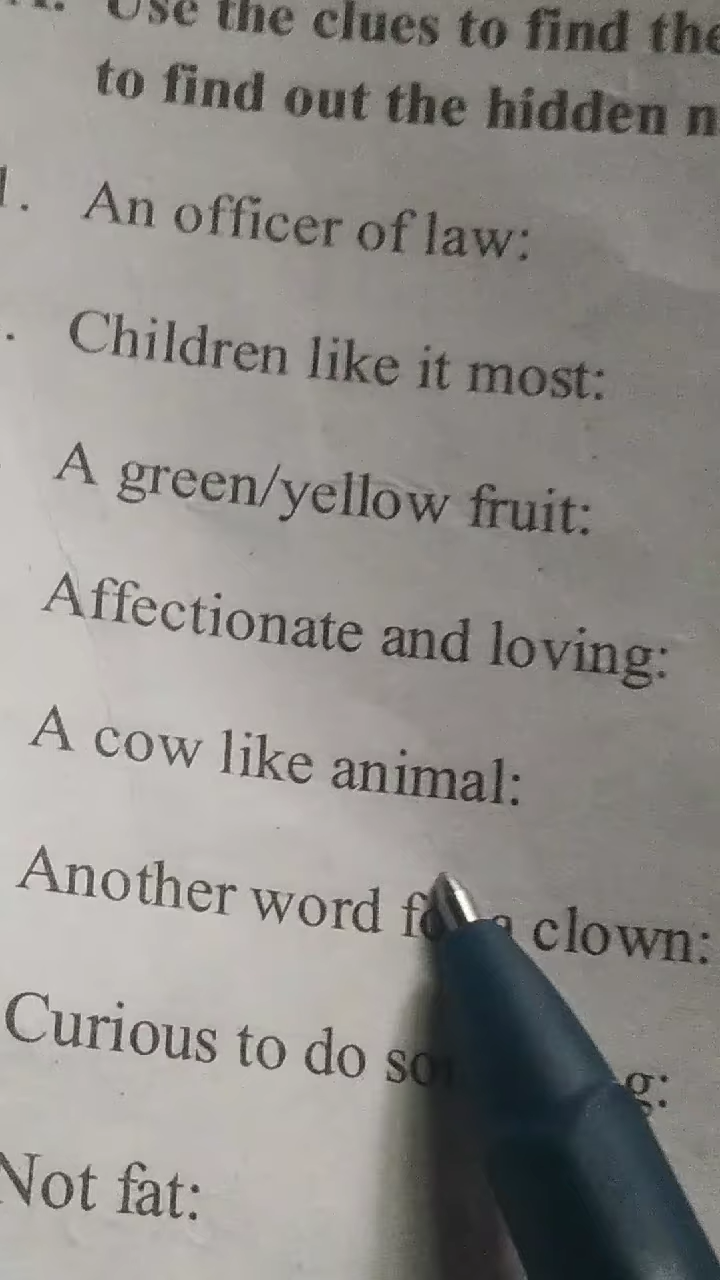 Use the clues to find the
to find out the hidden
1. An officer of law:
. Children like it most:
A green/yellow fruit:
Affectionate and loving:
A cow like animal:
Another word a clown:
Curious to do
Not fat: